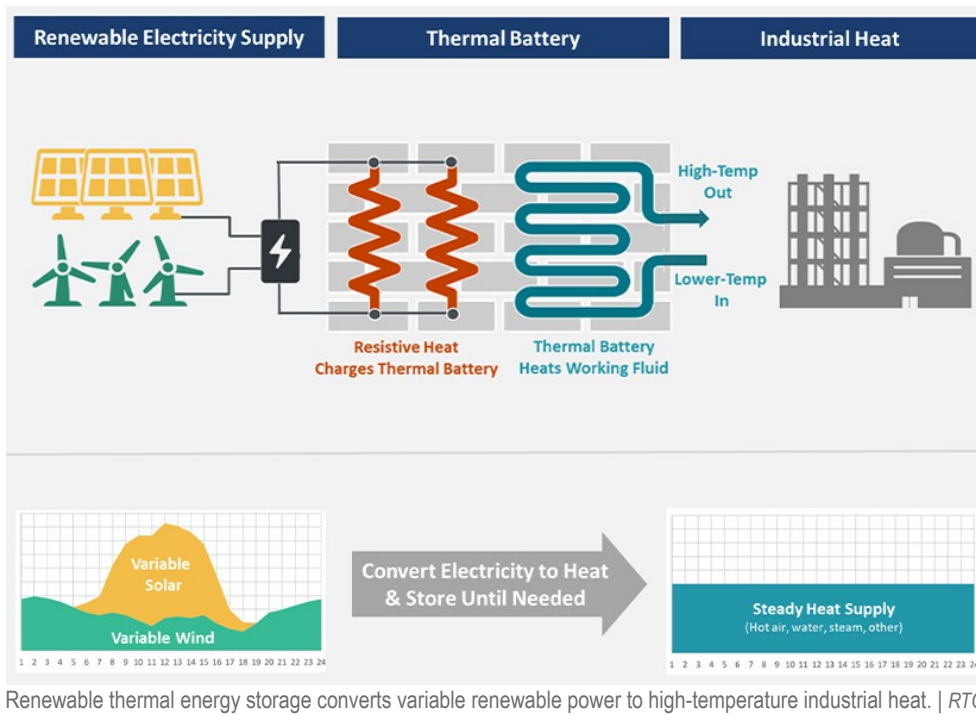 Renewable Electricity Supply
Thermal Battery
Industrial Heat
High-Temp
Out
Lower-Temp
In
Resistive Heat
Charges Thermal Battery
Thermal Battery
Heats Working Fluid
Variable
Solar
Variable Wind
1 2 3 4 5 6 7 8 9 10 11 12 13 14 15 16 17 18 19 20 21 22 23 24
Convert Electricity to Heat
& Store Until Needed
Steady Heat Supply
(Hot air, water, steam, other)
1 2 3 4 5 6 7 8 9 10 11 12 13 14 15 16 17 18 19 20 21 22 23 24
Renewable thermal energy storage converts variable renewable power to high-temperature industrial heat. |